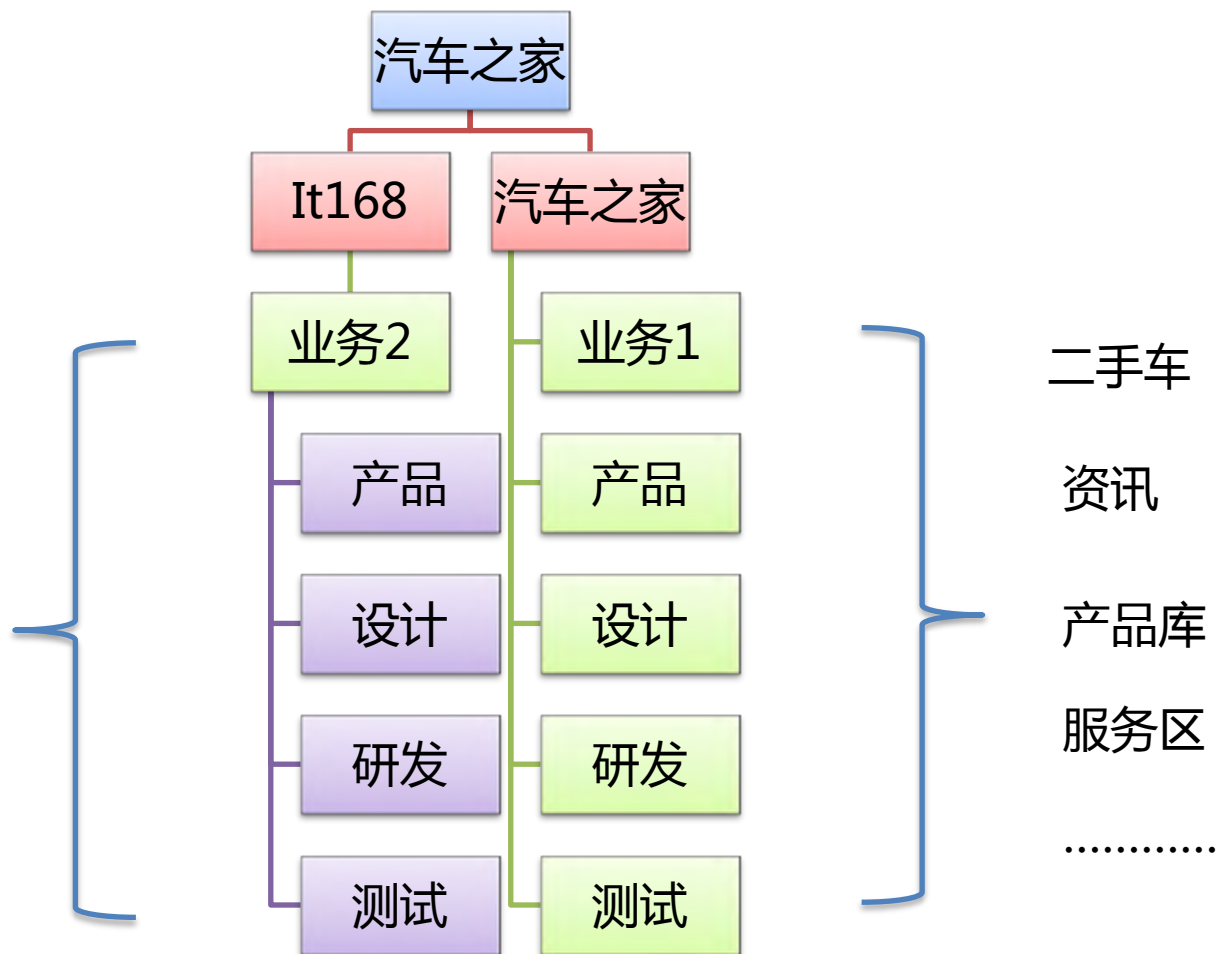 汽车之家
It168
汽车之家
业务2
业务1
二手车
产品
产品
资讯
设计
设计
产品库
研发
研发
服务区
…………
测试
测试